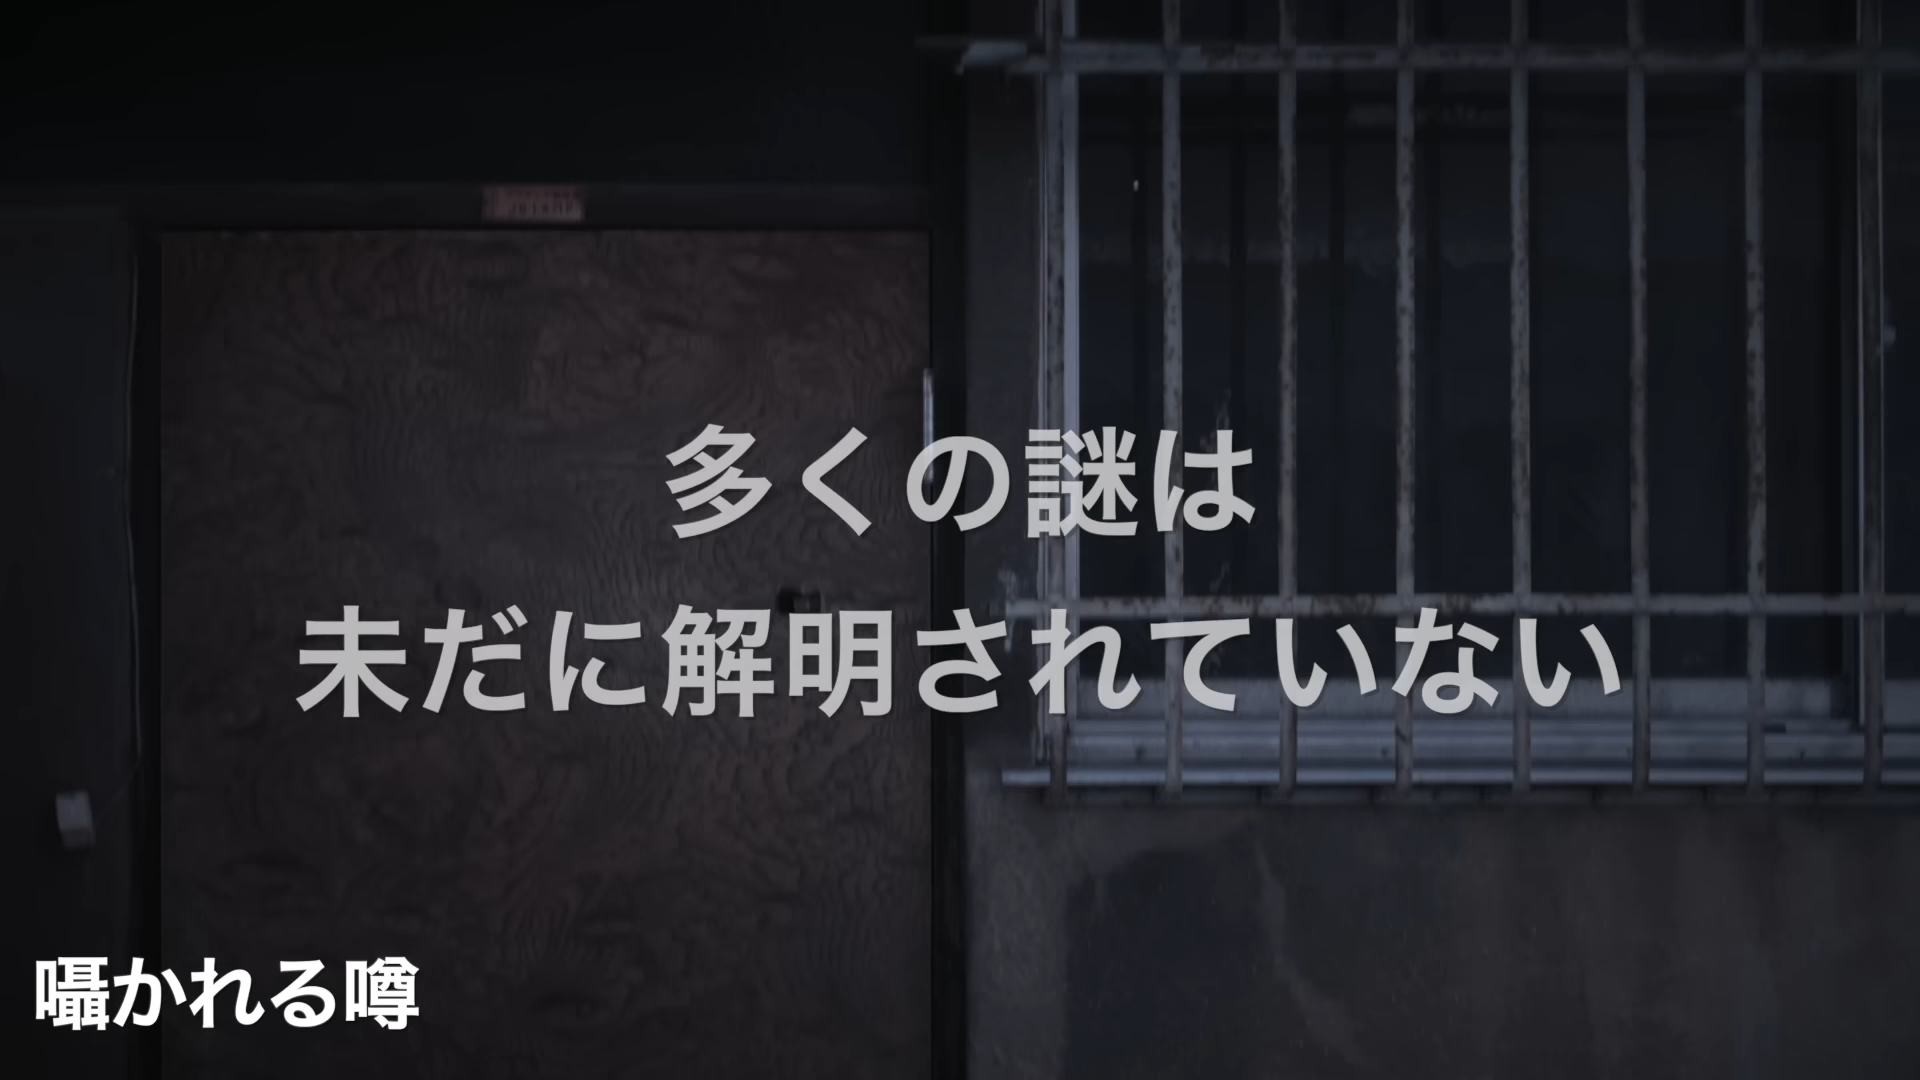 多くの謎は
未だに解明されていない
囁かれる噂